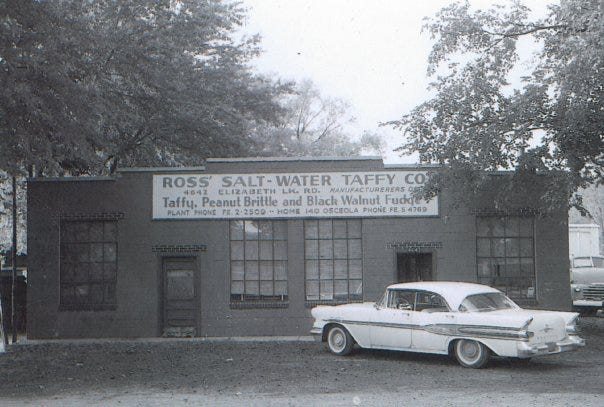 ROSS' SALT-WATER TAFFY CO.
4642 ELIZABETH LK. RD. MANUFACTURERERS OF
Taffy, Peanut Brittle and Black Walnut Fudge
PLANT PHONE FE. 2-2509 -- HOME 140 OSCEOLA PHONE FE. 5 4769